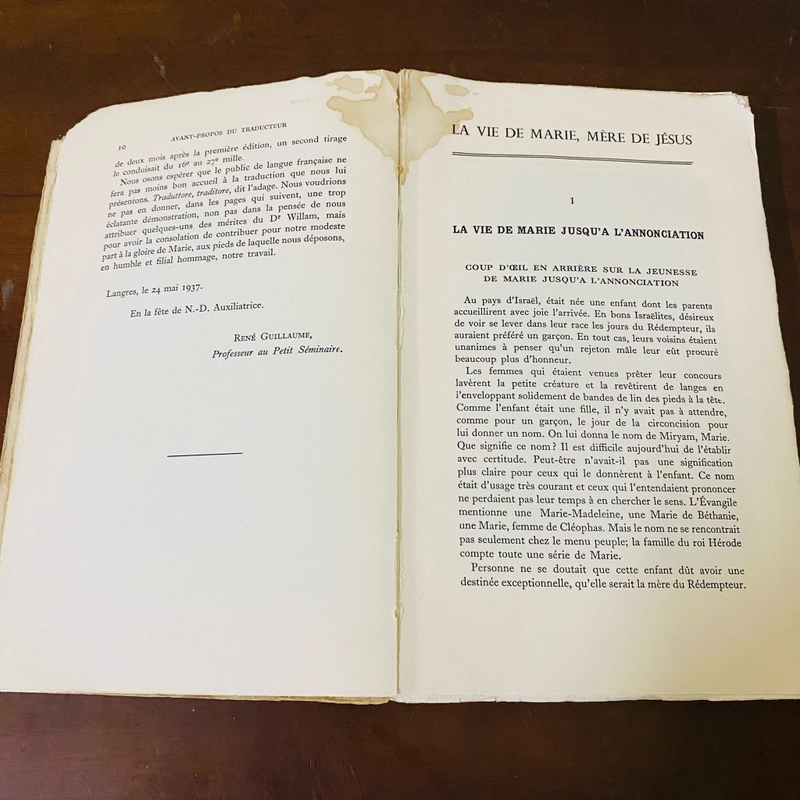 10
AVANT-PROPOS DU TRADUCTEUR
de deux mois après la première édition, un second tirage
le conduisait du 16e au 27e mille.
Nous osons espérer que le public de langue française ne
fera pas moins bon accueil à la traduction que nous lui
présentons. Traduttore, traditore, dit l'adage. Nous voudrions
ne pas en donner, dans les pages qui suivent, une trop
éclatante démonstration, non pas dans la pensée de nous
attribuer quelques-uns des mérites du Dr Willam, mais
pour avoir la consolation de contribuer pour notre modeste
part à la gloire de Marie, aux pieds de laquelle nous déposons,
en humble et filial hommage, notre travail.
Langres, le 24 mai 1937.
En la fête de N.-D. Auxiliatrice.
RENÉ GUILLAUME,
Professeur au Petit Séminaire.
LA VIE DE MARIE, MÈRE DE JÉSUS
I
LA VIE DE MARIE JUSQU'A L'ANNONCIATION
COUP D'ŒIL EN ARRIÈRE SUR LA JEUNESSE
DE MARIE JUSQU'A L'ANNONCIATION
Au pays d'Israël, était née une enfant dont les parents
accueillirent avec joie l'arrivée. En bons Israélites, désireux
de voir se lever dans leur race les jours du Rédempteur, ils
auraient préféré un garçon. En tout cas, leurs voisins étaient
unanimes à penser qu'un rejeton mâle leur eût procuré
beaucoup plus d'honneur.
Les femmes qui étaient venues prêter leur concours
lavèrent la petite créature et la revêtirent de langes en
l'enveloppant solidement de bandes de lin des pieds à la tête.
Comme l'enfant était une fille, il n'y avait pas à attendre,
comme pour un garçon, le jour de la circoncision pour
lui donner un nom. On lui donna le nom de Miryam, Marie.
Que signifie ce nom? Il est difficile aujourd'hui de l'établir
avec certitude. Peut-être n'avait-il pas une signification
plus claire pour ceux qui le donnèrent à l'enfant. Ce nom
était d'usage très courant et ceux qui l'entendaient prononcer
ne perdaient pas leur temps à en chercher le sens. L'Évangile
mentionne une Marie-Madeleine, une Marie de Béthanie,
une Marie, femme de Cléophas. Mais le nom ne se rencontrait
pas seulement chez le menu peuple; la famille du roi Hérode
compte toute une série de Marie.
Personne ne se doutait que cette enfant dût avoir une
destinée exceptionnelle, qu'elle serait la mère du Rédempteur.